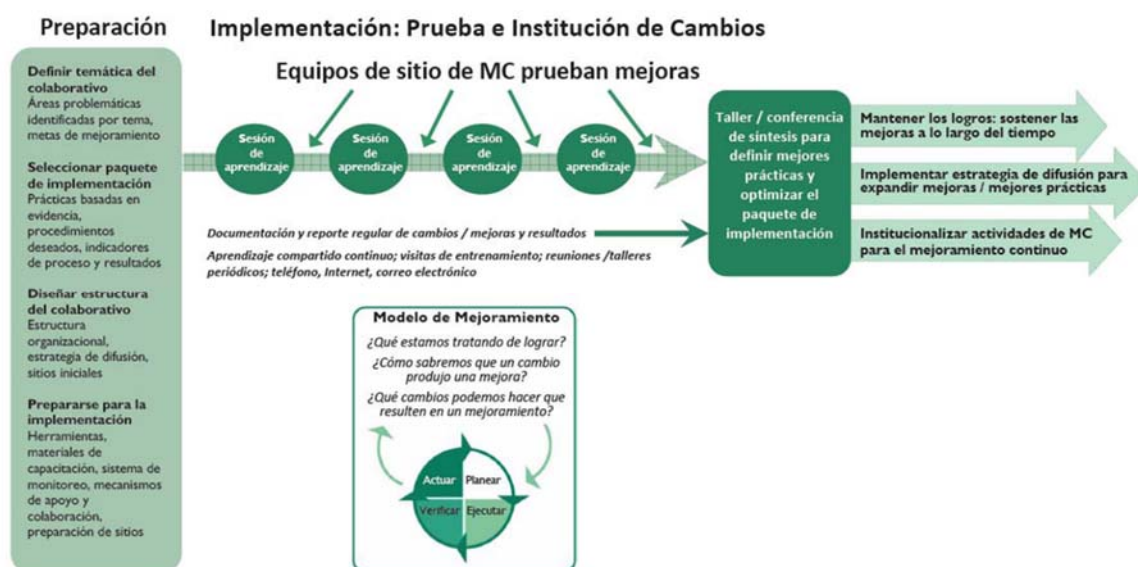 Preparación
Definir temática del
colaborativo
Áreas problemáticas
identificadas por tema,
metas de mejoramiento
Seleccionar paquete
de implementación
Prácticas basadas en
evidencia,
procedimientos
deseados, indicadores
de proceso y resultados
Diseñar estructura
del colaborativo
Estructura
organizacional,
estrategia de difusión,
sitios iniciales
Prepararse para la
implementación
Herramientas,
materiales de
capacitación, sistema de
monitoreo, mecanismos
de apoyo y
colaboración,
preparación de sitios
Implementación: Prueba e Institución de Cambios
Equipos de sitio de MC prueban mejoras
Sesión
de
aprendizaje
Sesión
de
aprendizaje
Sesión
de
aprendizaje
Sesión
de
aprendizaje
Documentación y reporte regular de cambios / mejoras y resultados
Aprendizaje compartido continuo; visitas de entrenamiento; reuniones /talleres
periódicos; teléfono, Internet, correo electrónico
Taller / conferencia
de síntesis para
definir mejores
prácticas y
optimizar el
paquete de
implementación
Mantener los logros: sostener las
mejoras a lo largo del tiempo
Implementar estrategia de difusión para
expandir mejoras / mejores prácticas
Institucionalizar actividades de MC
para el mejoramiento continuo
Modelo de Mejoramiento
¿Qué estamos tratando de lograr?
¿Cómo sabremos que un cambio
produjo una mejora?
¿Qué cambios podemos hacer que
resulten en un mejoramiento?
Actuar
Planear
Verificar
Ejecutar